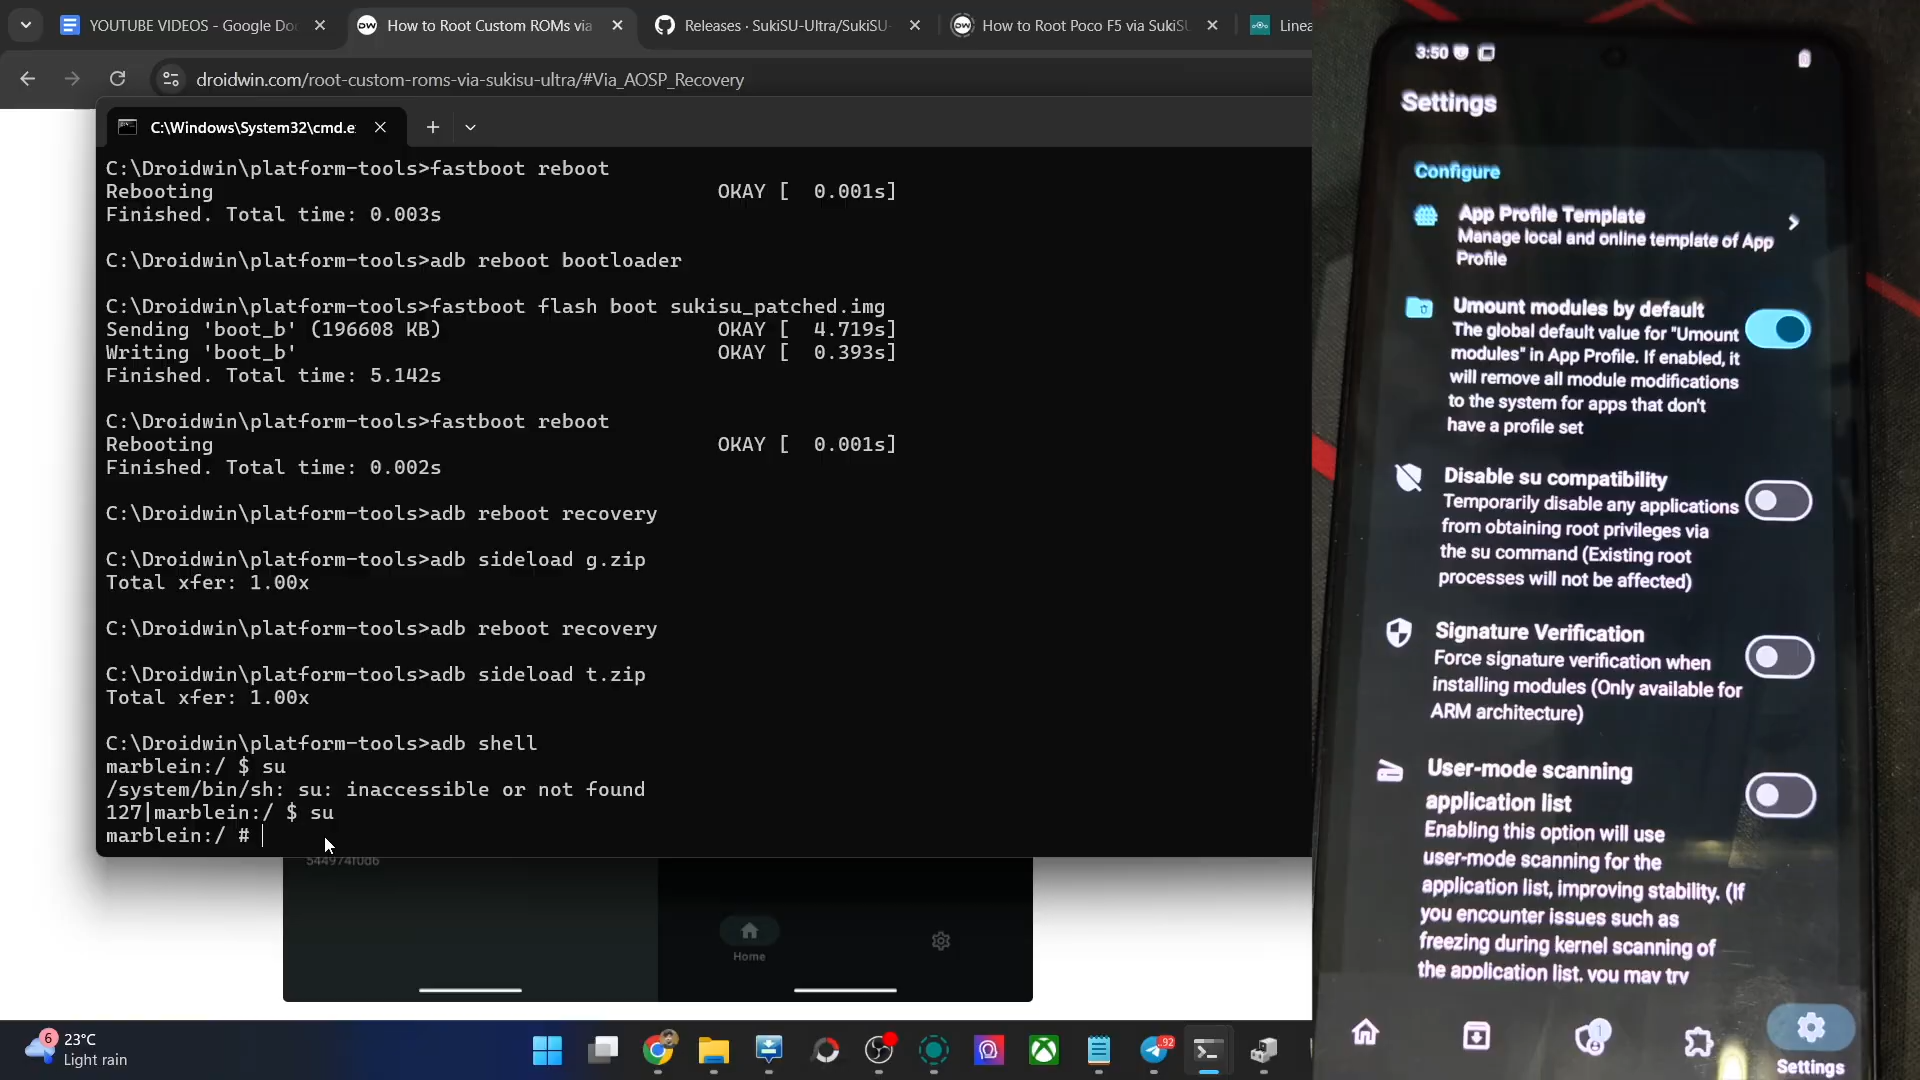 YOUTUBE VIDEOS - Google Do
How to Root Custom ROMs via
Releases · SukiSU-Ultra/SukiSU-
How to Root Poco F5 via SukiSU
Linea
droidwin.com/root-custom-roms-via-sukisu-ultra/#Via_AOSP_Recovery
C:\Windows\System32\cmd.e
C:\Droidwin\platform-tools>fastboot reboot
Rebooting OKAY [ 0.001s]
Finished. Total time: 0.003s
C:\Droidwin\platform-tools>adb reboot bootloader
C:\Droidwin\platform-tools>fastboot flash boot sukisu_patched.img
Sending 'boot_b' (196608 KB) OKAY [ 4.719s]
Writing 'boot_b' OKAY [ 0.393s]
Finished. Total time: 5.142s
C:\Droidwin\platform-tools>fastboot reboot
Rebooting OKAY [ 0.001s]
Finished. Total time: 0.002s
C:\Droidwin\platform-tools>adb reboot recovery
C:\Droidwin\platform-tools>adb sideload g.zip
Total xfer: 1.00x
C:\Droidwin\platform-tools>adb reboot recovery
C:\Droidwin\platform-tools>adb sideload t.zip
Total xfer: 1.00x
C:\Droidwin\platform-tools>adb shell
marblein:/ $ su
/system/bin/sh: su: inaccessible or not found
127|marblein:/ $ su
marblein:/ #
544974f0d6
Home
6
23°C
Light rain
92
3:50
Settings
Configure
App Profile Template
Manage local and online template of App
Profile
Umount modules by default
The global default value for "Umount
modules" in App Profile. If enabled, it
will remove all module modifications
to the system for apps that don't
have a profile set
Disable su compatibility
Temporarily disable any applications
from obtaining root privileges via
the su command (Existing root
processes will not be affected)
Signature Verification
Force signature verification when
installing modules (Only available for
ARM architecture)
User-mode scanning
application list
Enabling this option will use
user-mode scanning for the
application list, improving stability. (If
you encounter issues such as
freezing during kernel scanning of
the application list, you may try
1
Settings